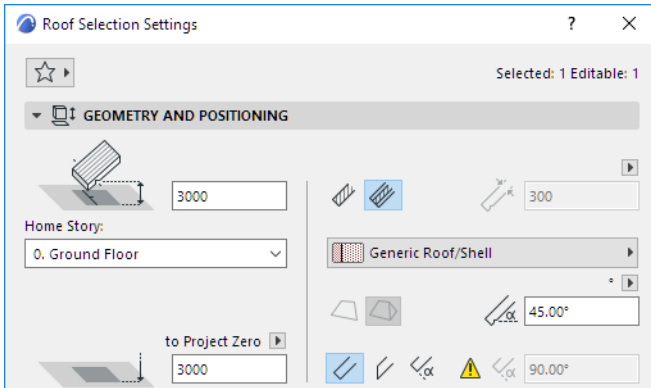 Roof Selection Settings ? ×
Selected: 1 Editable: 1
GEOMETRY AND POSITIONING
3000
300
Home Story:
0. Ground Floor
Generic Roof/Shell
°
α 45.00°
to Project Zero
3000
α
α 90.00°